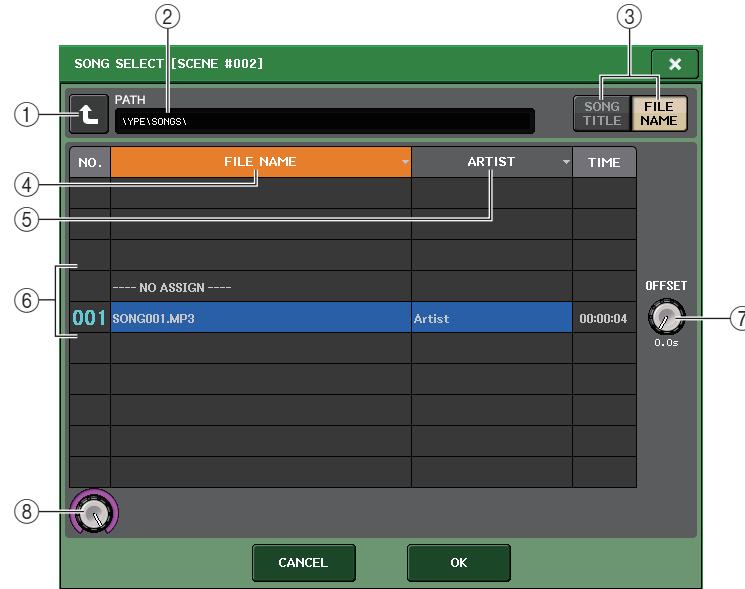 ② ③
SONG SELECT [SCENE #002] ×
①
PATH
\YPE\SONGS\
SONG TITLE
FILE NAME
NO. FILE NAME ARTIST TIME
④
⑤
⑥
---- NO ASSIGN ----
001 SONG001.MP3 Artist 00:00:04
OFFSET
⑦
0.0s
⑧
CANCEL OK